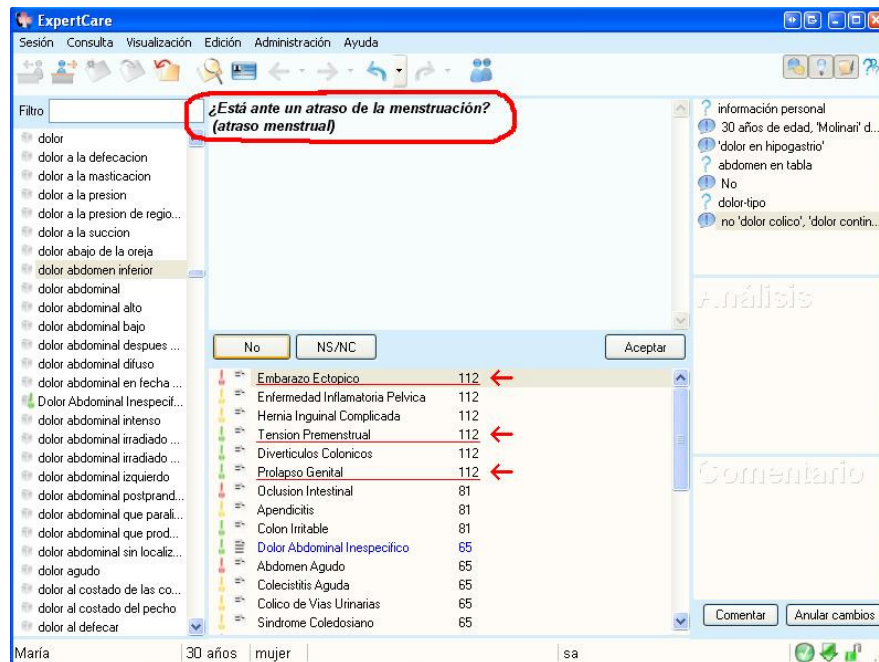 ExpertCare
Sesión Consulta Visualización Edición Administración Ayuda
Filtro
dolor
dolor a la defecacion
dolor a la masticacion
dolor a la presion
dolor a la presion de regio...
dolor a la succion
dolor abajo de la oreja
dolor abdomen inferior
dolor abdominal
dolor abdominal alto
dolor abdominal bajo
dolor abdominal despues ...
dolor abdominal difuso
dolor abdominal en fecha ...
Dolor Abdominal Inespecif...
dolor abdominal intenso
dolor abdominal irradiado ...
dolor abdominal irradiado ...
dolor abdominal izquierdo
dolor abdominal postprand...
dolor abdominal que parali...
dolor abdominal que prod...
dolor abdominal sin localiz...
dolor agudo
dolor al costado de las co...
dolor al costado del pecho
dolor al defecar
¿Está ante un atraso de la menstruación?
(atraso menstrual)
No NS/NC Aceptar
Embarazo Ectopico 112
Enfermedad Inflamatoria Pelvica 112
Hernia Inguinal Complicada 112
Tension Premenstrual 112
Diverticulos Colonicos 112
Prolapso Genital 112
Oclusion Intestinal 81
Apendicitis 81
Colon Irritable 81
Dolor Abdominal Inespecifico 65
Abdomen Agudo 65
Colecistitis Aguda 65
Colico de Vias Urinarias 65
Sindrome Coledosiano 65
información personal
30 años de edad, 'Molinari' d...
'dolor en hipogastrio'
abdomen en tabla
No
dolor-tipo
no 'dolor colico', 'dolor contin...
Análisis
Comentario
Comentar Anular cambios
María 30 años mujer sa